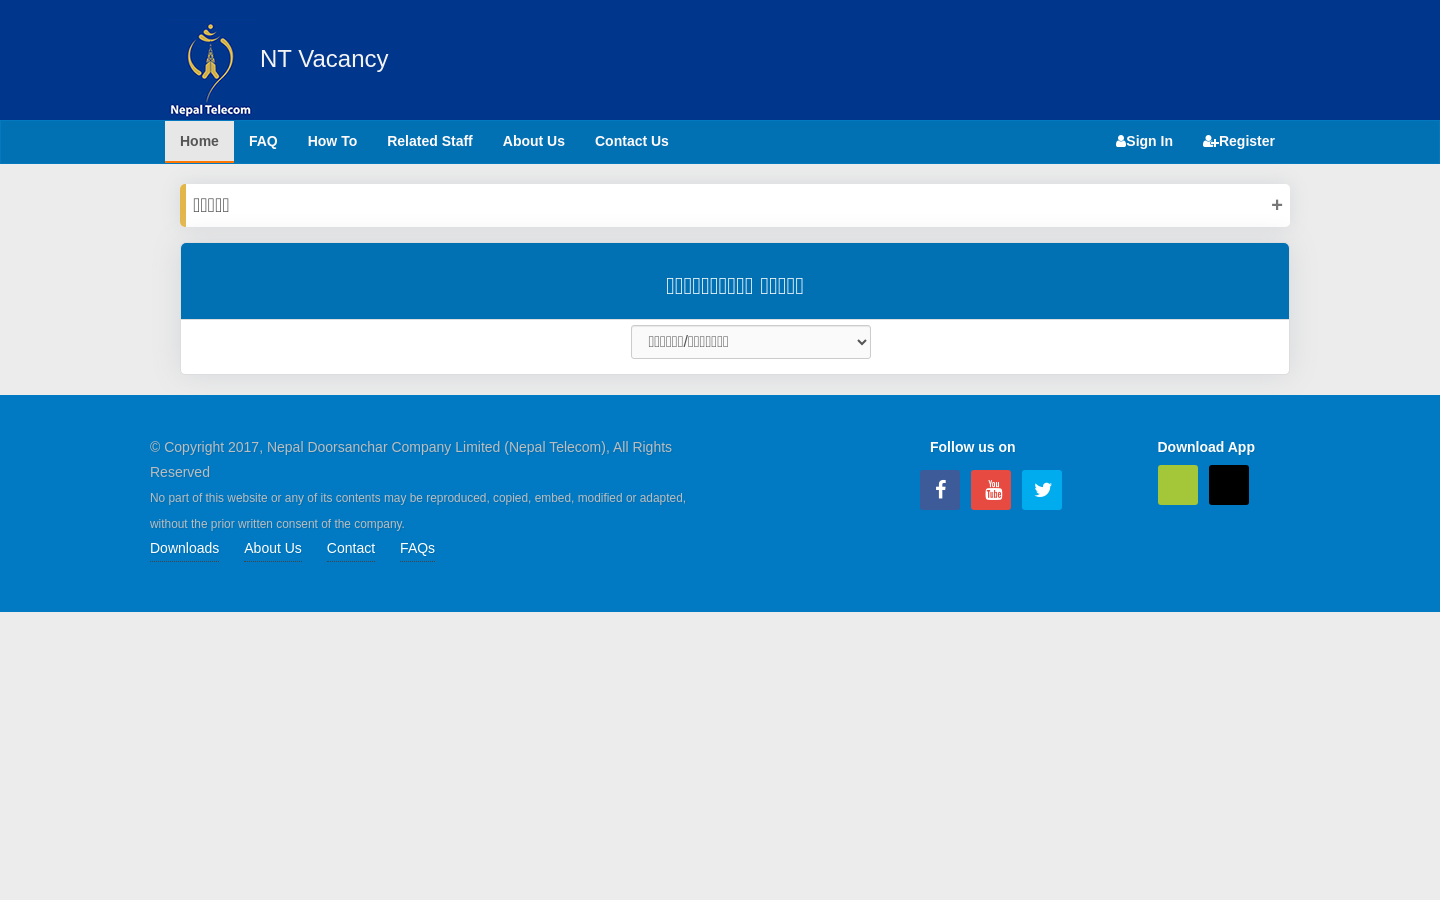 Nepal Telecom
NT Vacancy
Home
FAQ
How To
Related Staff
About Us
Contact Us
Sign In
Register
+
© Copyright 2017, Nepal Doorsanchar Company Limited (Nepal Telecom), All Rights
Reserved
No part of this website or any of its contents may be reproduced, copied, embed, modified or adapted,
without the prior written consent of the company.
Downloads
About Us
Contact
FAQs
Follow us on
You
Tube
Download App